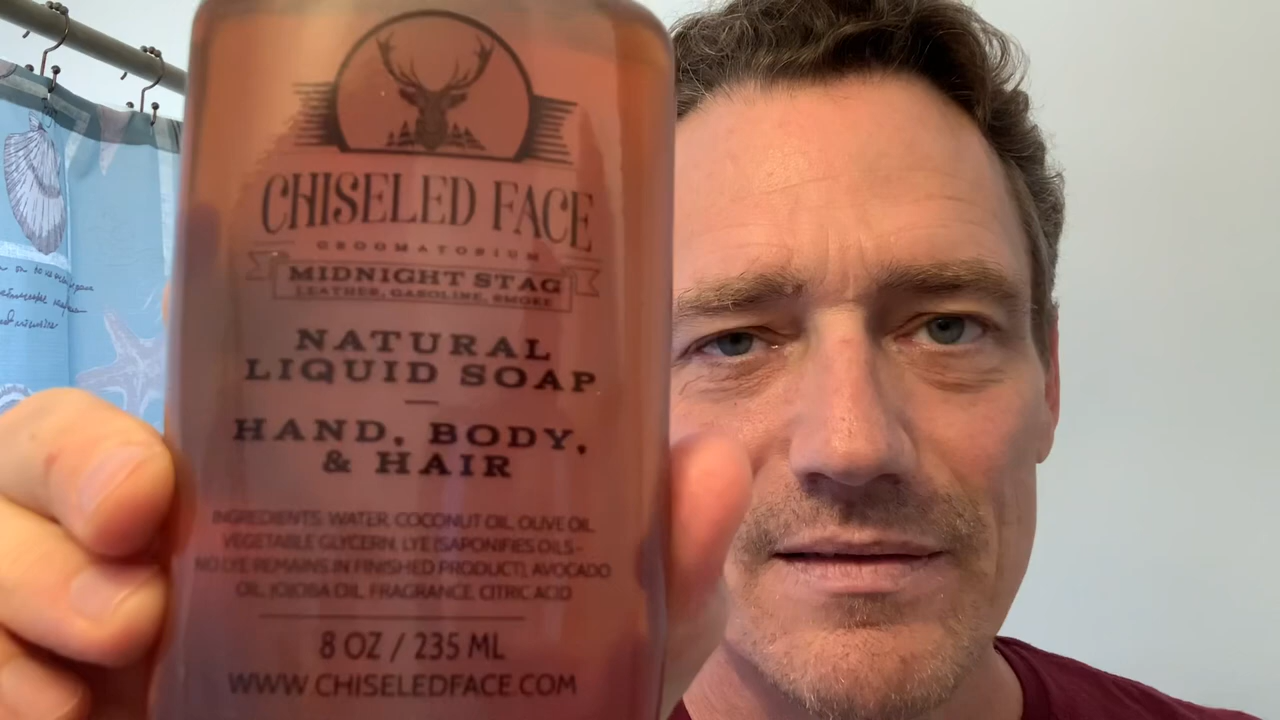 CHISELED FACE
GROOMATORIUM
MIDNIGHT STAG
LEATHER, GASOLINE, SMOKE
NATURAL
LIQUID SOAP
HAND, BODY,
& HAIR
INGREDIENTS: WATER, COCONUT OIL, OLIVE OIL,
VEGETABLE GLYCERN, LYE (SAPONIFIES OILS -
NO LYE REMAINS IN FINISHED PRODUCT), AVOCADO
OIL, JOJOBA OIL, FRAGRANCE, CITRIC ACID
8 OZ / 235 ML
WWW.CHISELEDFACE.COM